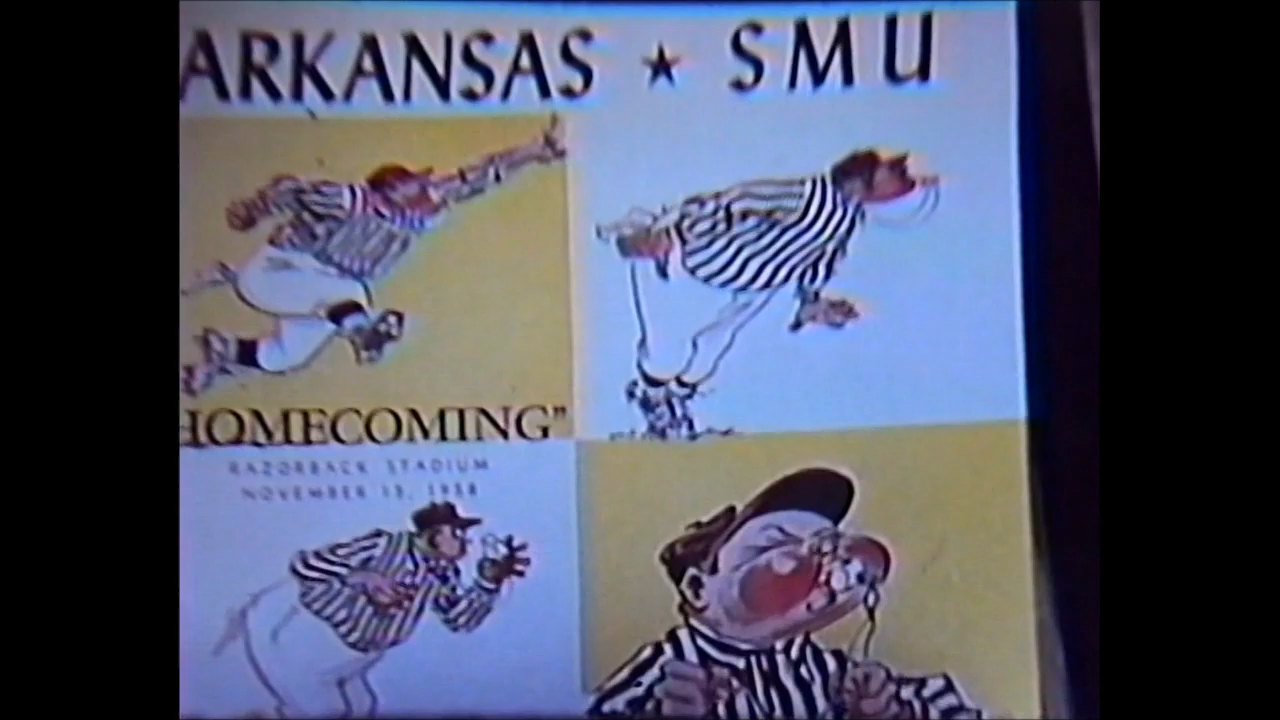 ARKANSAS ★ SMU
HOMECOMING"
RAZORBACK STADIUM
NOVEMBER 15, 1958